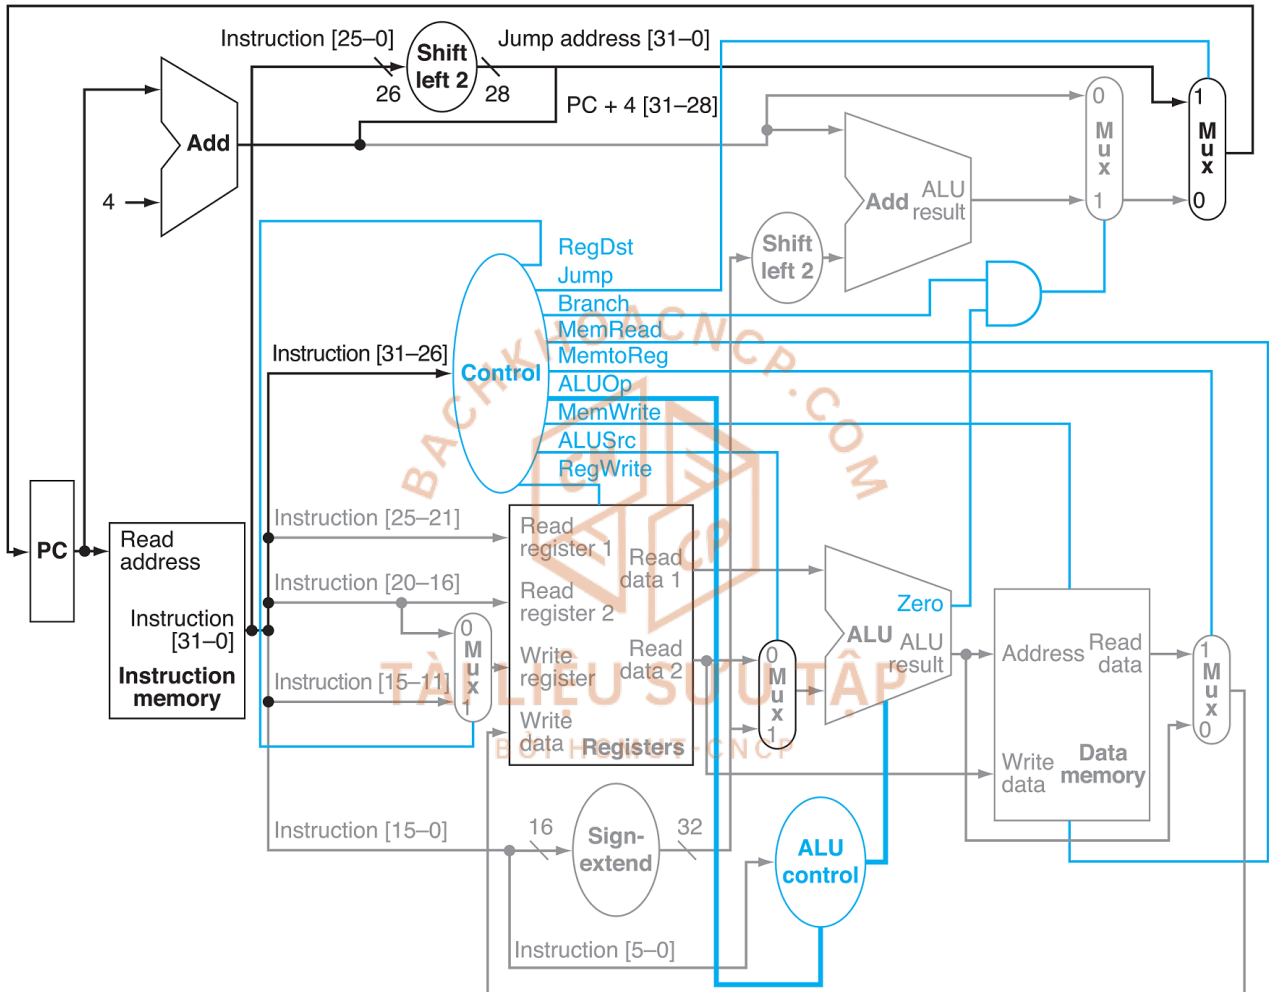 Instruction [25–0]
Shift
left 2
Jump address [31–0]
26
28
PC + 4 [31–28]
Add
4
0
M
u
x
1
1
M
u
x
0
Add
ALU
result
Shift
left 2
RegDst
Jump
Branch
MemRead
MemtoReg
ALUOp
MemWrite
ALUSrc
RegWrite
Instruction [31–26]
Control
PC
Read
address
Instruction
[31–0]
Instruction
memory
Instruction [25–21]
Instruction [20–16]
Instruction [15–11]
0
M
u
x
1
Read
register 1
Read
register 2
Write
register
Write
data
Read
data 1
Read
data 2
Registers
0
M
u
x
1
Zero
ALU
ALU
result
Address
Read
data
Write
data
Data
memory
1
M
u
x
0
Instruction [15–0]
16
Sign-
extend
32
ALU
control
Instruction [5–0]
BACHKHOACNCP.COM
CN
CP
TÀI LIỆU SƯU TẬP
BỞI HCMUT-CNCP